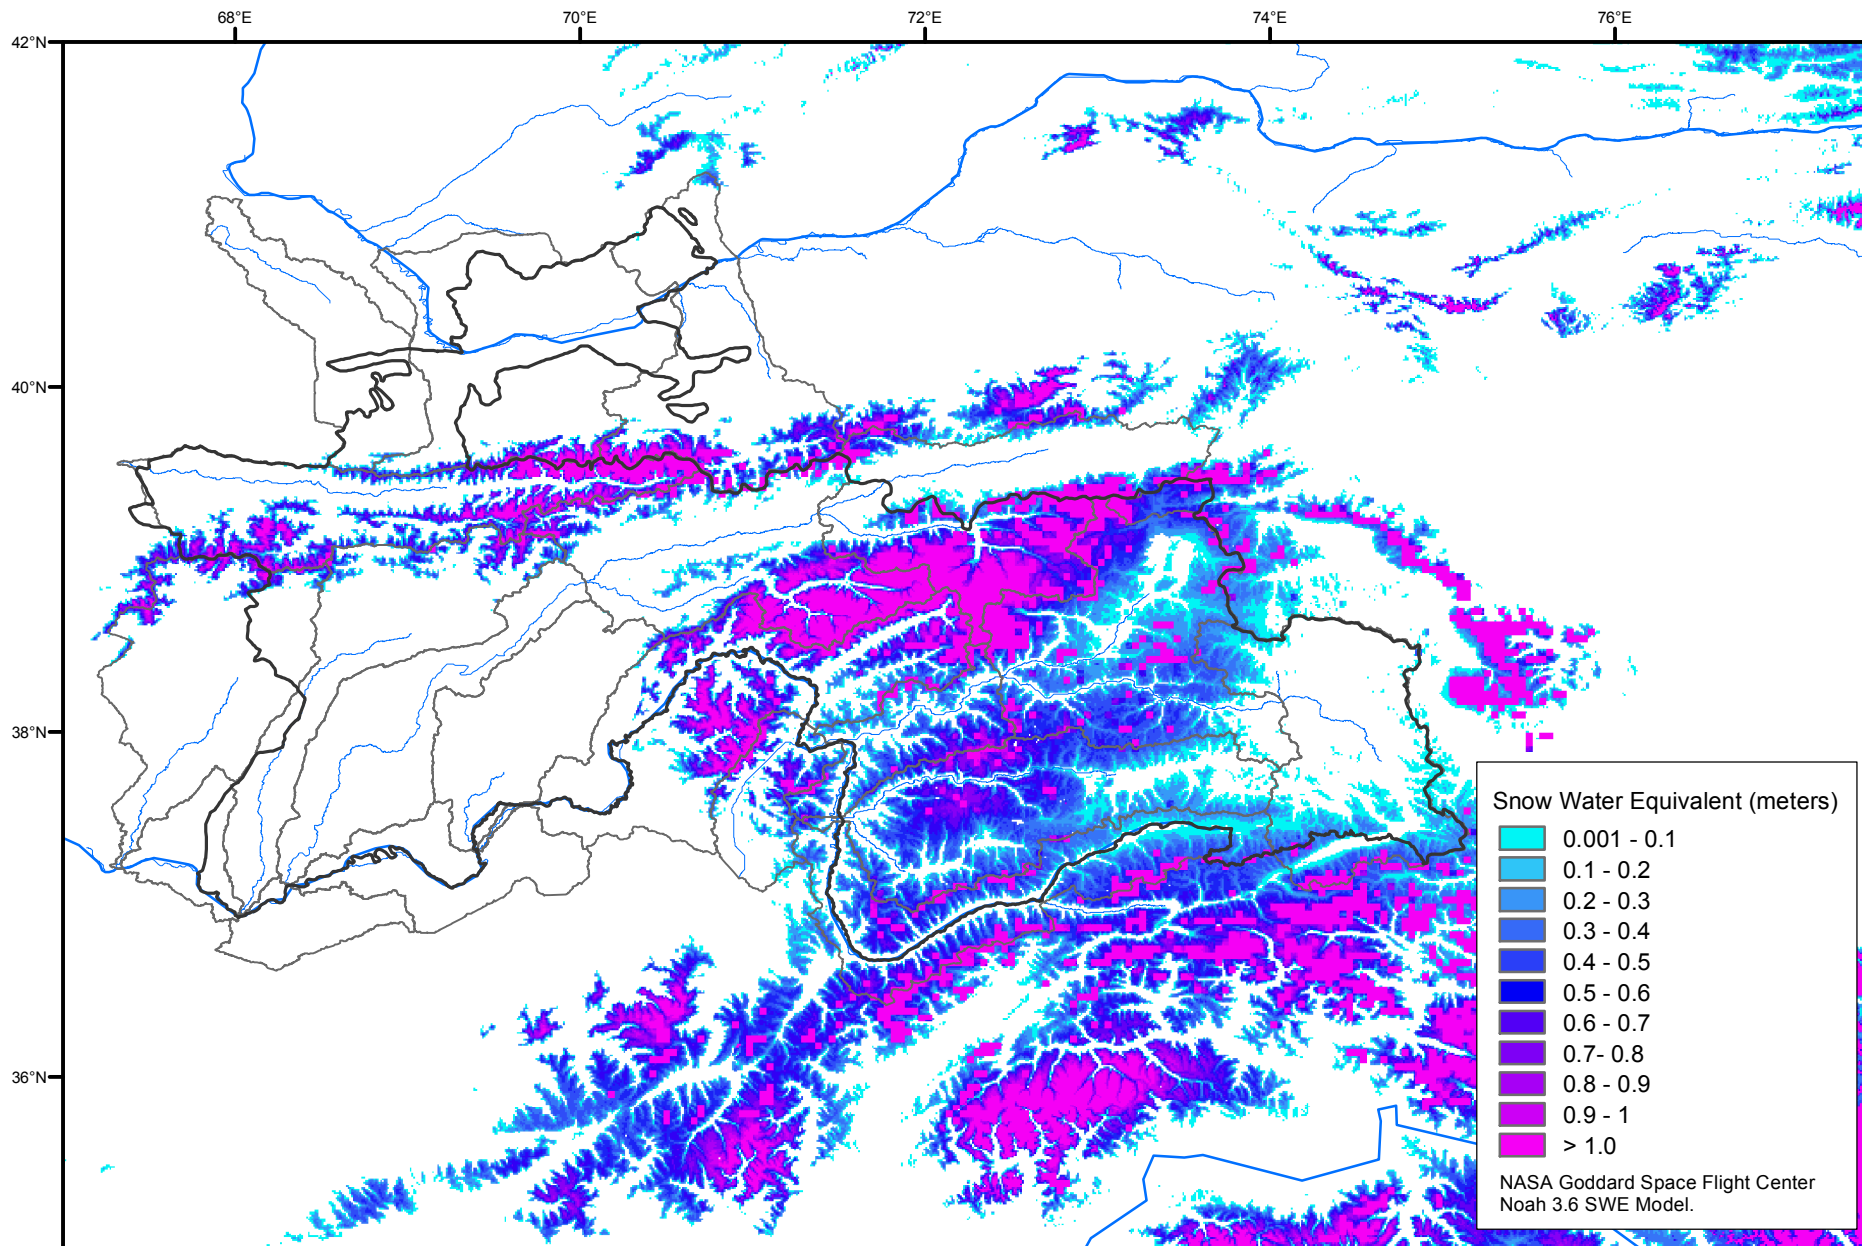 68°E
70°E
72°E
74°E
76°E
42°N
40°N
38°N
36°N
Snow Water Equivalent (meters)
0.001 - 0.1
0.1 - 0.2
0.2 - 0.3
0.3 - 0.4
0.4 - 0.5
0.5 - 0.6
0.6 - 0.7
0.7- 0.8
0.8 - 0.9
0.9 - 1
> 1.0
NASA Goddard Space Flight Center
Noah 3.6 SWE Model.